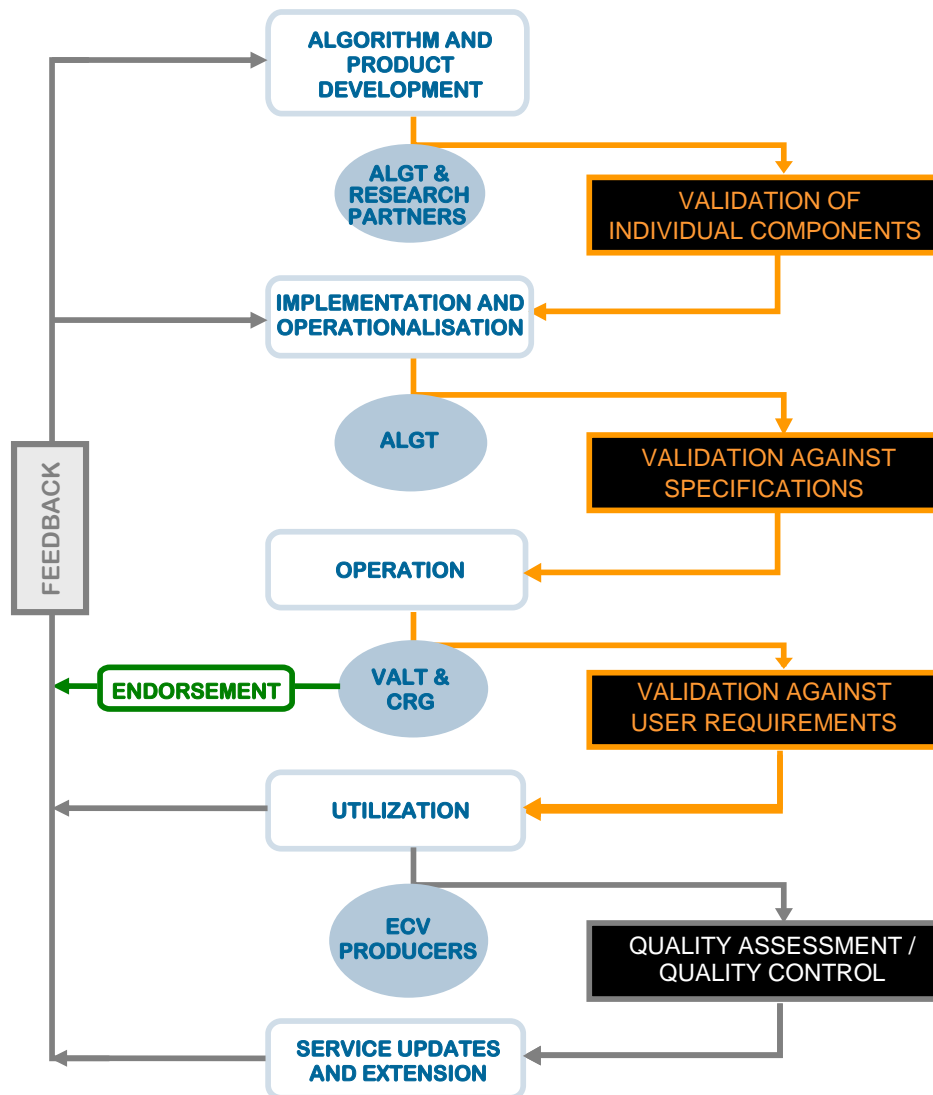 ALGORITHM AND
PRODUCT
DEVELOPMENT
ALGT &
RESEARCH
PARTNERS
VALIDATION OF
INDIVIDUAL COMPONENTS
IMPLEMENTATION AND
OPERATIONALISATION
ALGT
VALIDATION AGAINST
SPECIFICATIONS
FEEDBACK
OPERATION
ENDORSEMENT
VALT &
CRG
VALIDATION AGAINST
USER REQUIREMENTS
UTILIZATION
ECV
PRODUCERS
QUALITY ASSESSMENT /
QUALITY CONTROL
SERVICE UPDATES
AND EXTENSION